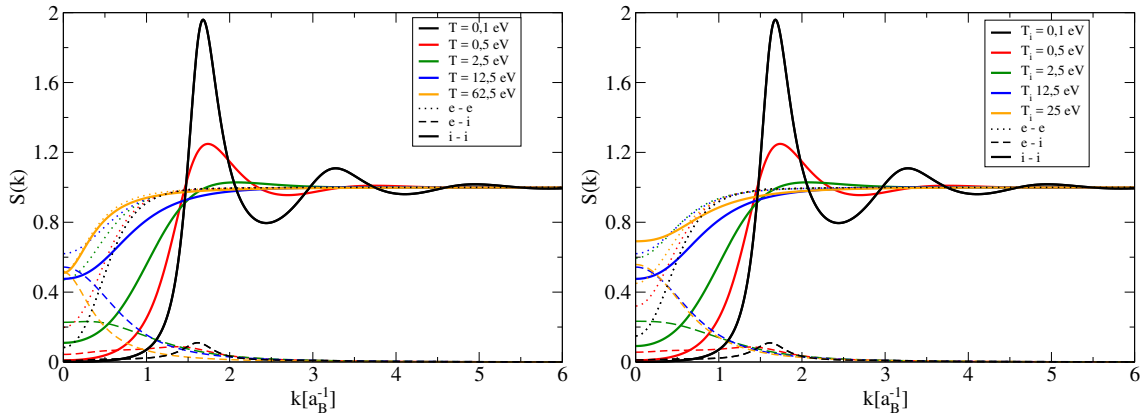 2
1.6
1.2
0.8
0.4
0
S(k)
0
1
2
3
4
5
6
k[a_B^-1]
T = 0,1 eV
T = 0,5 eV
T = 2,5 eV
T = 12,5 eV
T = 62,5 eV
e - e
e - i
i - i
2
1.6
1.2
0.8
0.4
0
S(k)
0
1
2
3
4
5
6
k[a_B^-1]
T_i = 0,1 eV
T_i = 0,5 eV
T_i = 2,5 eV
T_i 12,5 eV
T_i = 25 eV
e - e
e - i
i - i